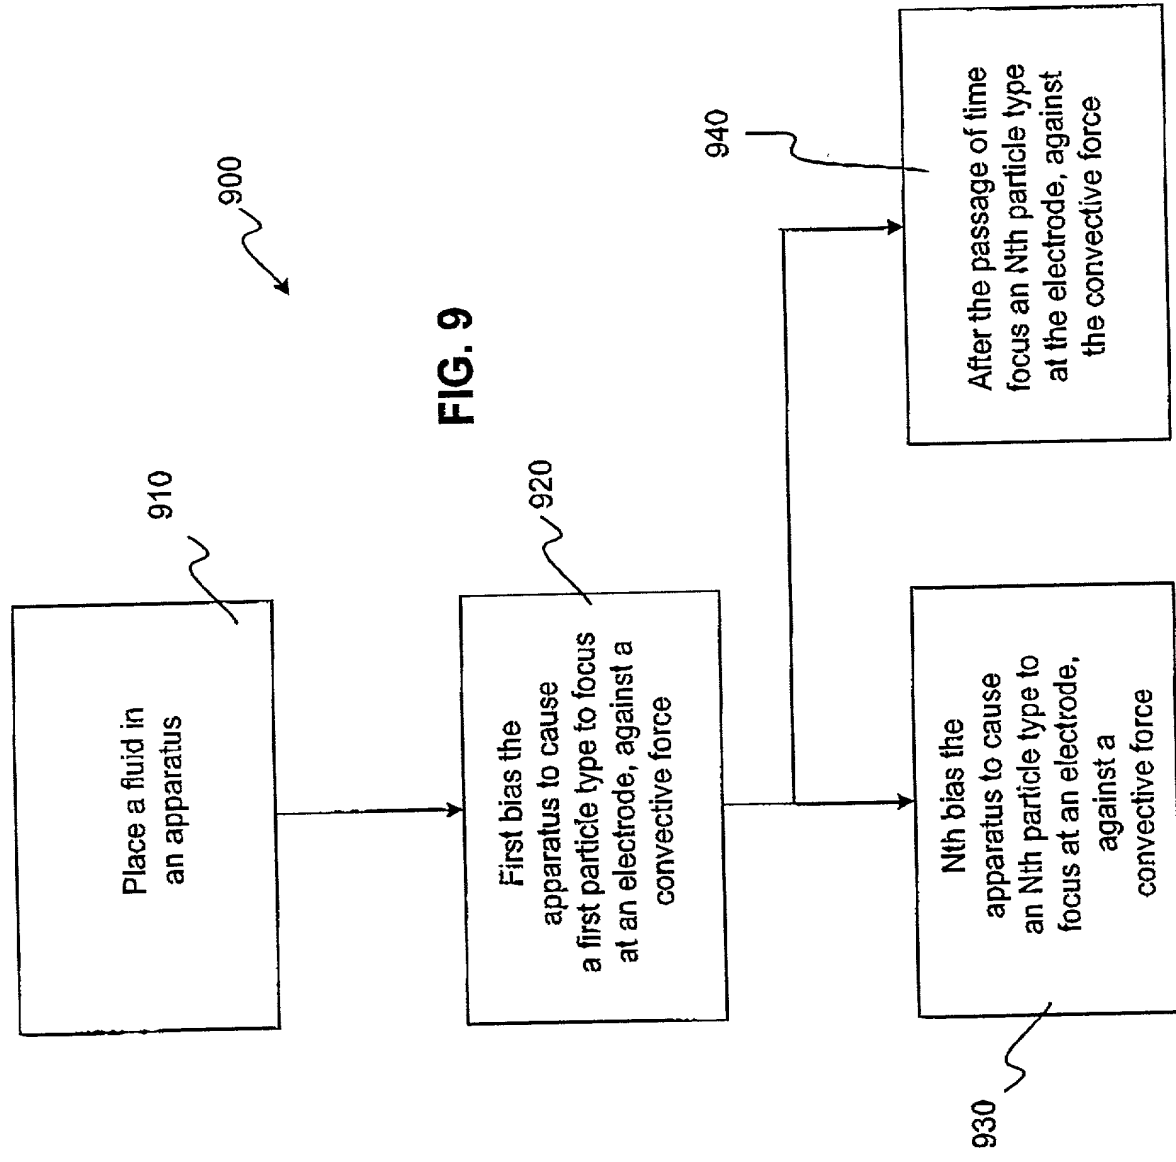 910
Place a fluid in
an apparatus
900
FIG. 9
920
First bias the
apparatus to cause
a first particle type to focus
at an electrode, against a
convective force
930
Nth bias the
apparatus to cause
an Nth particle type to
focus at an electrode,
against a
convective force
940
After the passage of time
focus an Nth particle type
at the electrode, against
the convective force